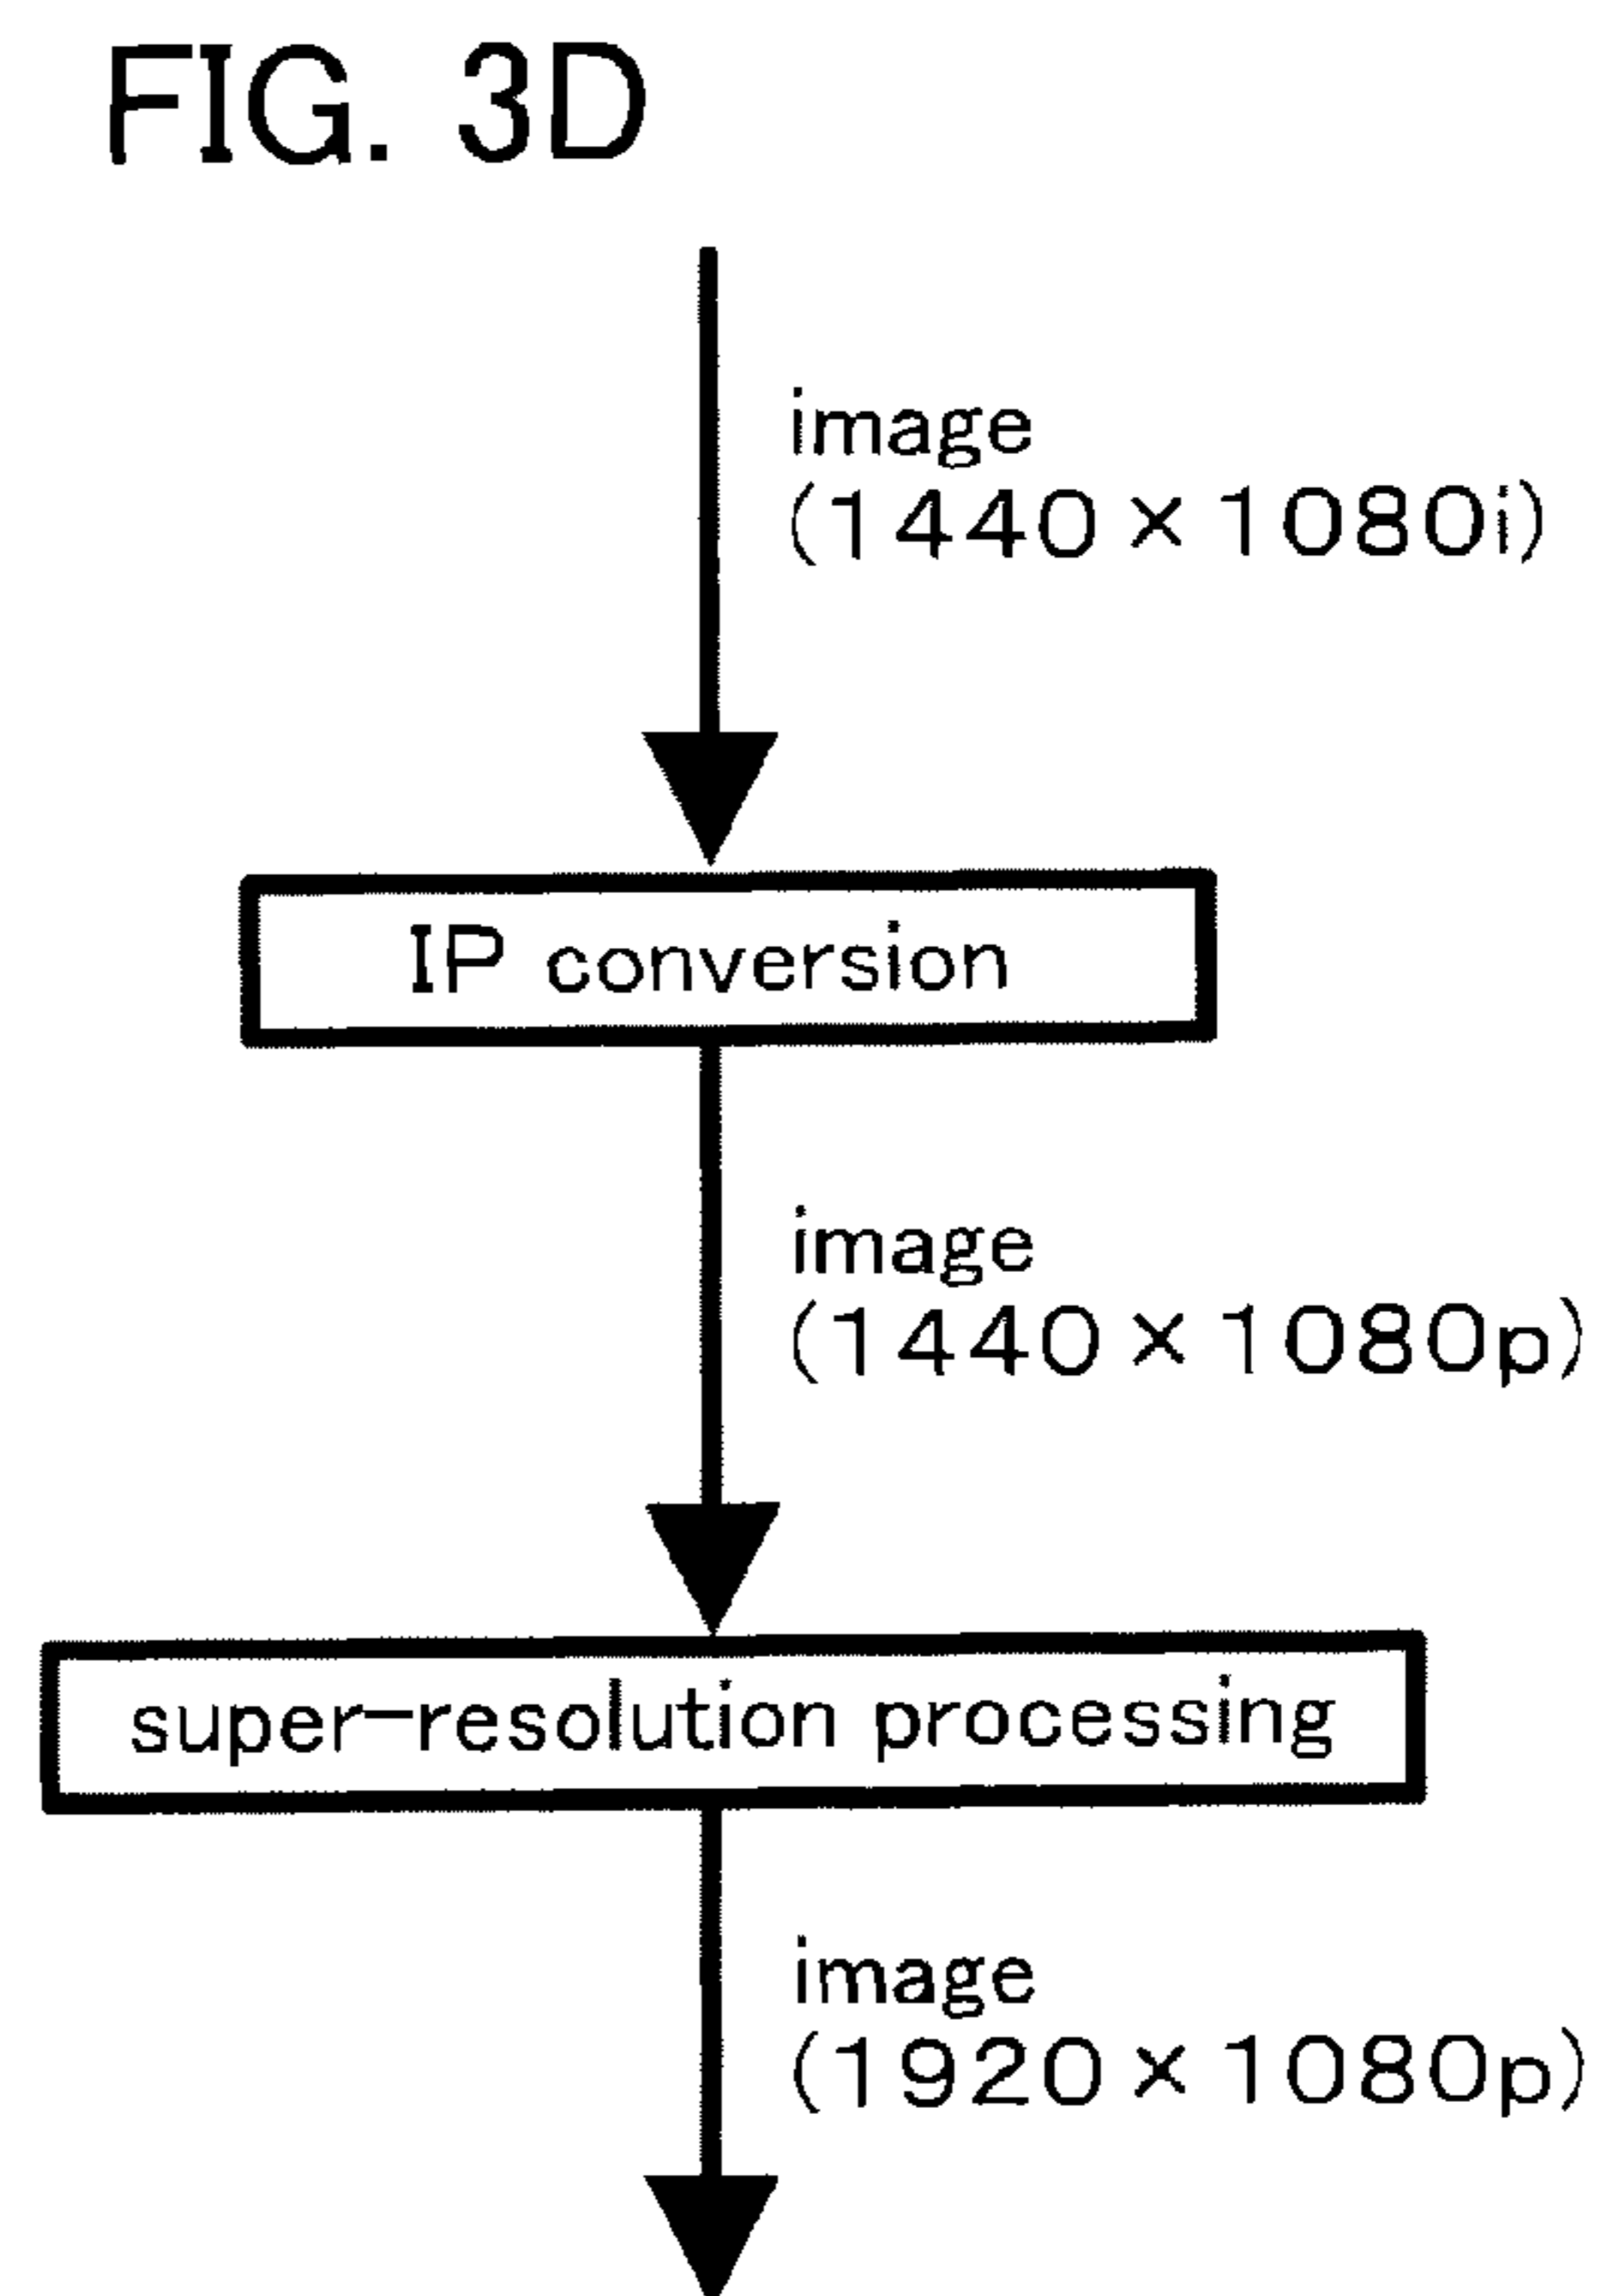 FIG. 3D
image
(1440×1080i)
IP conversion
image
(1440×1080p)
super-resolution processing
image
(1920×1080p)